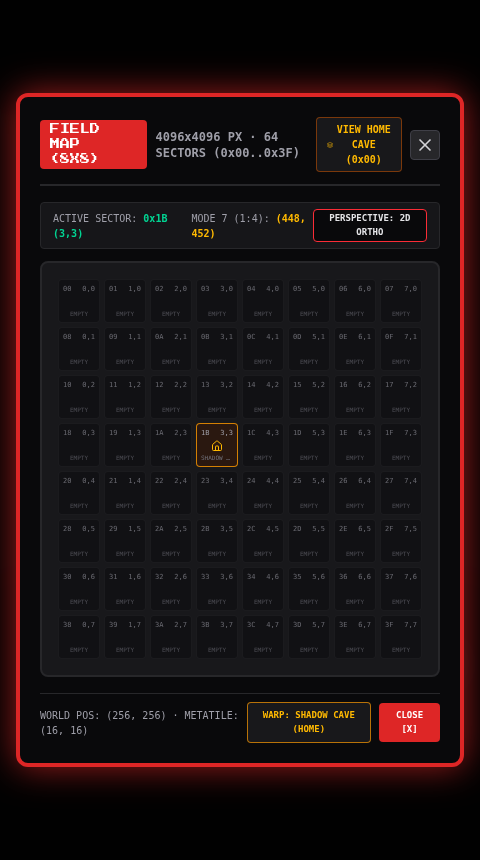 FIELD
MAP
(8X8)
4096x4096 PX · 64
SECTORS (0x00..0x3F)
VIEW HOME
CAVE
(0x00)
ACTIVE SECTOR: 0x1B
(3,3)
MODE 7 (1:4): (448,
452)
PERSPECTIVE: 2D
ORTHO
00 0,0 01 1,0 02 2,0 03 3,0 04 4,0 05 5,0 06 6,0 07 7,0
EMPTY EMPTY EMPTY EMPTY EMPTY EMPTY EMPTY EMPTY
08 0,1 09 1,1 0A 2,1 0B 3,1 0C 4,1 0D 5,1 0E 6,1 0F 7,1
EMPTY EMPTY EMPTY EMPTY EMPTY EMPTY EMPTY EMPTY
10 0,2 11 1,2 12 2,2 13 3,2 14 4,2 15 5,2 16 6,2 17 7,2
EMPTY EMPTY EMPTY EMPTY EMPTY EMPTY EMPTY EMPTY
18 0,3 19 1,3 1A 2,3 1B 3,3 1C 4,3 1D 5,3 1E 6,3 1F 7,3
EMPTY EMPTY EMPTY SHADOW … EMPTY EMPTY EMPTY EMPTY
20 0,4 21 1,4 22 2,4 23 3,4 24 4,4 25 5,4 26 6,4 27 7,4
EMPTY EMPTY EMPTY EMPTY EMPTY EMPTY EMPTY EMPTY
28 0,5 29 1,5 2A 2,5 2B 3,5 2C 4,5 2D 5,5 2E 6,5 2F 7,5
EMPTY EMPTY EMPTY EMPTY EMPTY EMPTY EMPTY EMPTY
30 0,6 31 1,6 32 2,6 33 3,6 34 4,6 35 5,6 36 6,6 37 7,6
EMPTY EMPTY EMPTY EMPTY EMPTY EMPTY EMPTY EMPTY
38 0,7 39 1,7 3A 2,7 3B 3,7 3C 4,7 3D 5,7 3E 6,7 3F 7,7
EMPTY EMPTY EMPTY EMPTY EMPTY EMPTY EMPTY EMPTY
WORLD POS: (256, 256) · METATILE:
(16, 16)
WARP: SHADOW CAVE
(HOME)
CLOSE
[X]